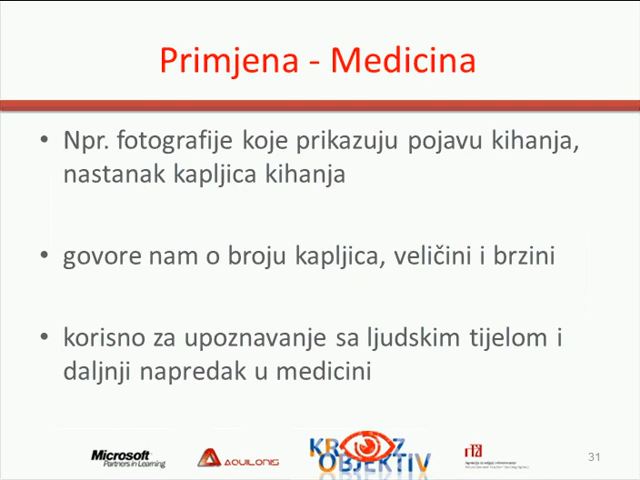 Primjena - Medicina
• Npr. fotografije koje prikazuju pojavu kihanja,
nastanak kapljica kihanja
• govore nam o broju kapljica, veličini i brzini
• korisno za upoznavanje sa ljudskim tijelom i
daljnji napredak u medicini
Microsoft
Partners in Learning
AQUILONIS
KROZ
OBJEKTIV
31